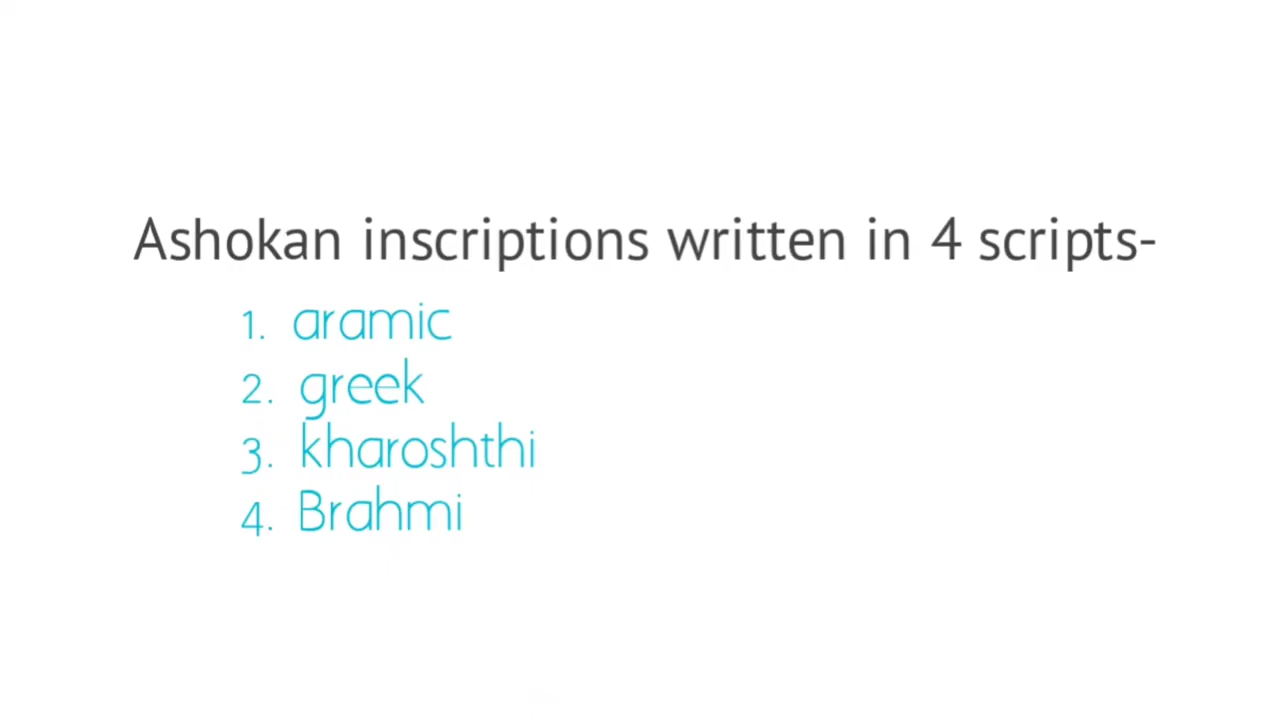 Ashokan inscriptions written in 4 scripts-
1. aramic
2. greek
3. kharoshthi
4. Brahmi